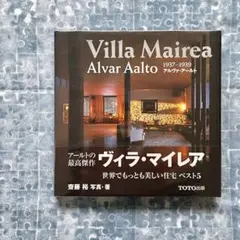 Villa Mairea
Alvar Aalto 1937-1939
アルヴァ・アールト
アールトの
最高傑作 ヴィラ・マイレア
世界でもっとも美しい住宅 ベスト5
齋藤 裕 写真・著 TOTO出版